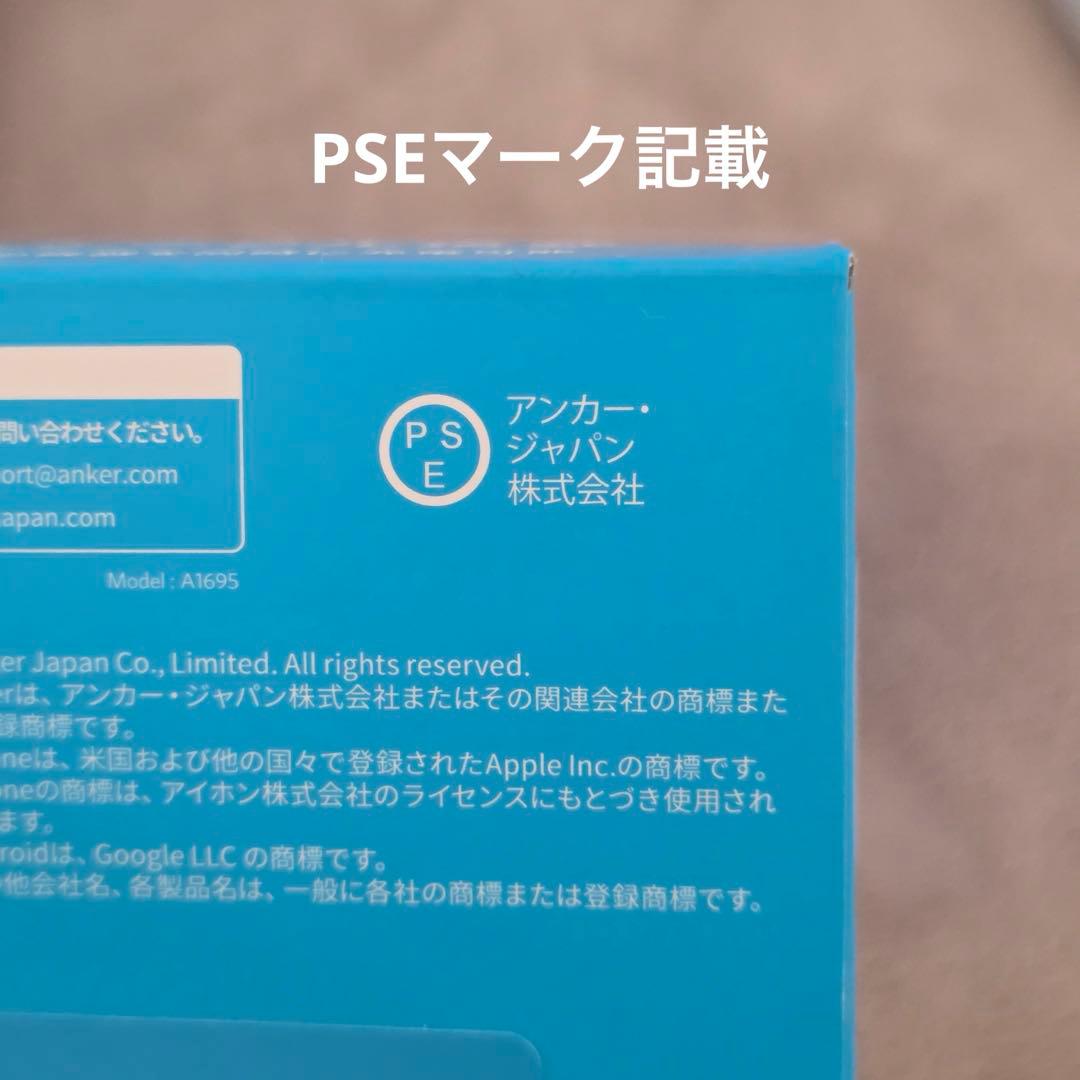 PSEマーク記載
問い合わせください。
ort@anker.com
apan.com
P S
E
アンカー・
ジャパン
株式会社
Model : A1695
er Japan Co., Limited. All rights reserved.
erは、アンカー・ジャパン株式会社またはその関連会社の商標また
録商標です。
neは、米国および他の国々で登録されたApple Inc.の商標です。
oneの商標は、アイホン株式会社のライセンスにもとづき使用され
ます。
roidは、Google LLC の商標です。
他会社名、各製品名は、一般に各社の商標または登録商標です。